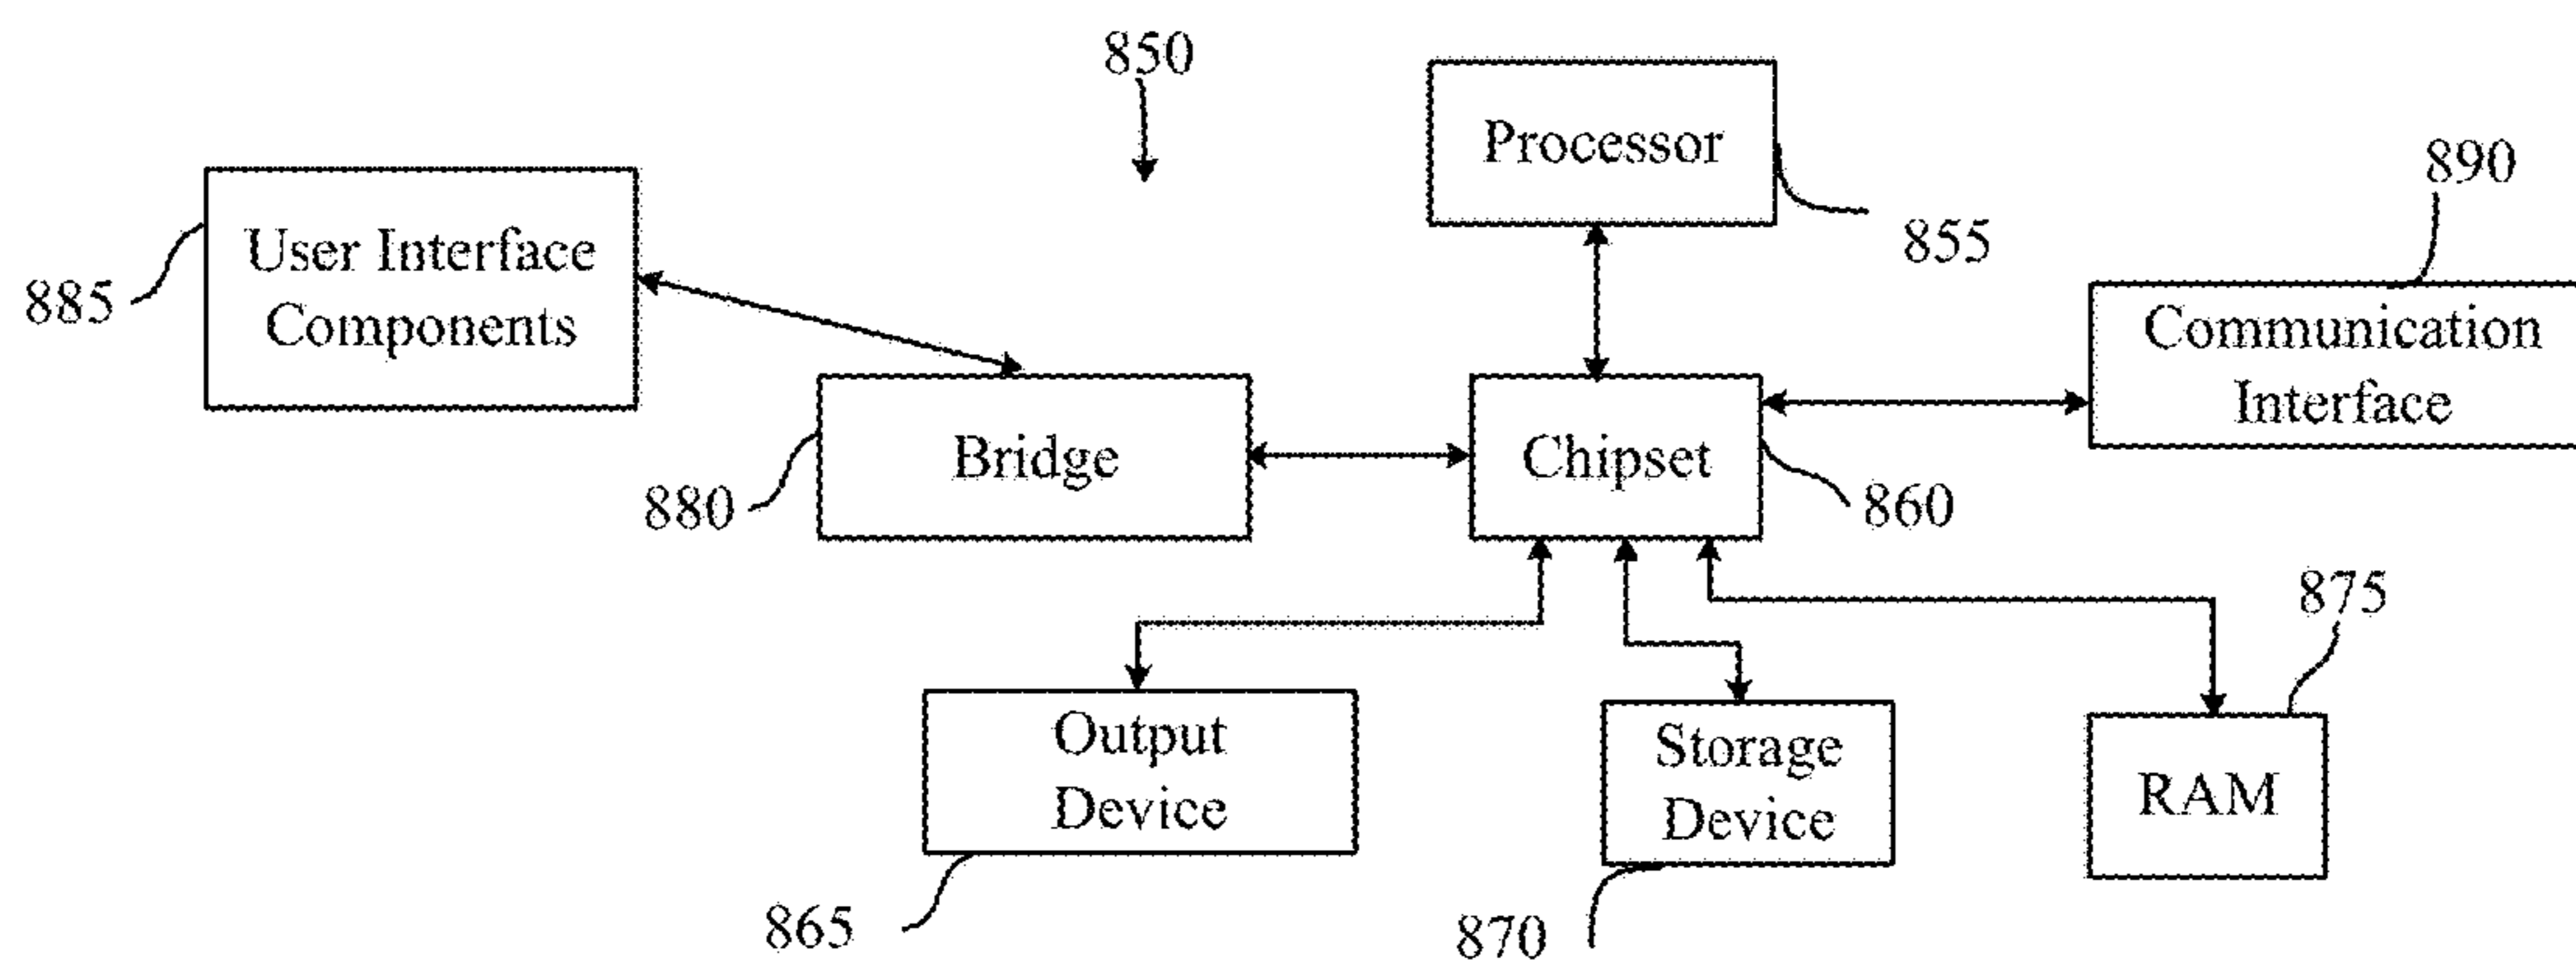 850
Processor
890
User Interface
Components
855
885
Communication
Interface
Bridge
Chipset
880
860
875
Output
Device
Storage
Device
RAM
865
870